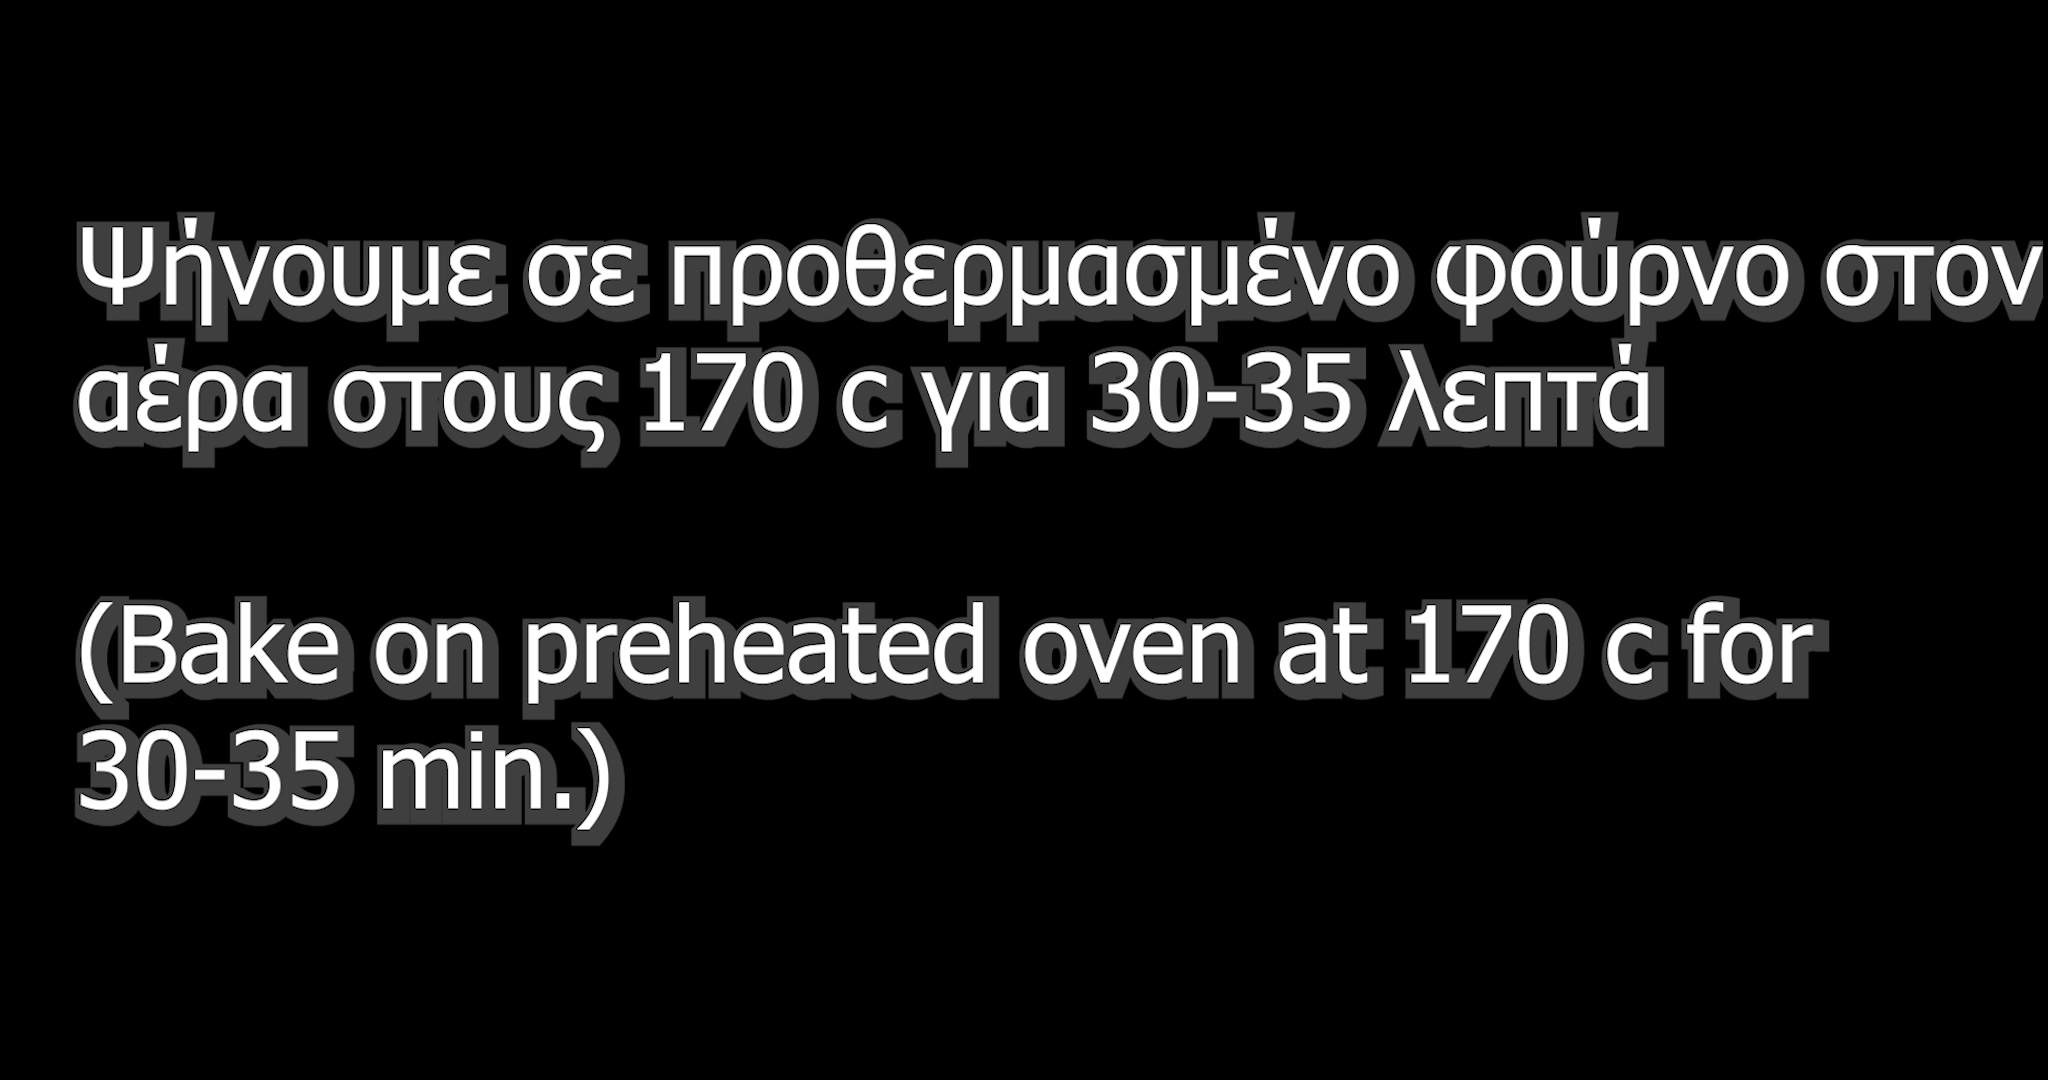 Ψήνουμε σε προθερμασμένο φούρνο στον
αέρα στους 170 c για 30-35 λεπτά
(Bake on preheated oven at 170 c for
30-35 min.)